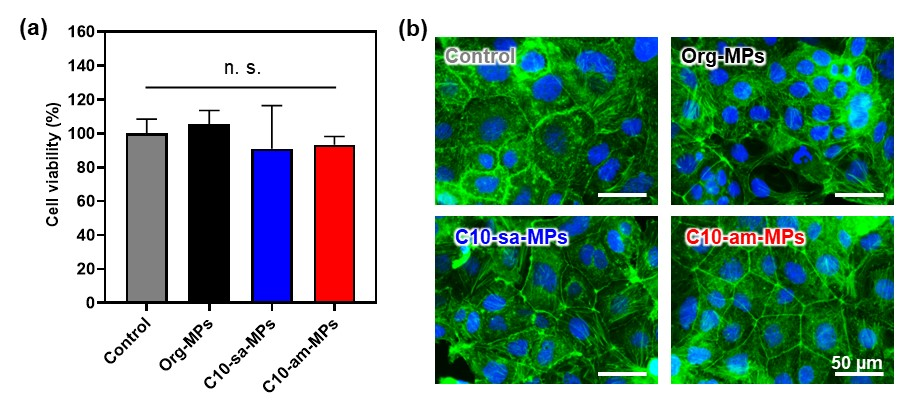 (a)
160
140
120
100
80
60
40
20
0
Cell viability (%)
n. s.
Control
Org-MPs
C10-sa-MPs
C10-am-MPs
(b)
Control
Org-MPs
C10-sa-MPs
C10-am-MPs
50 μm